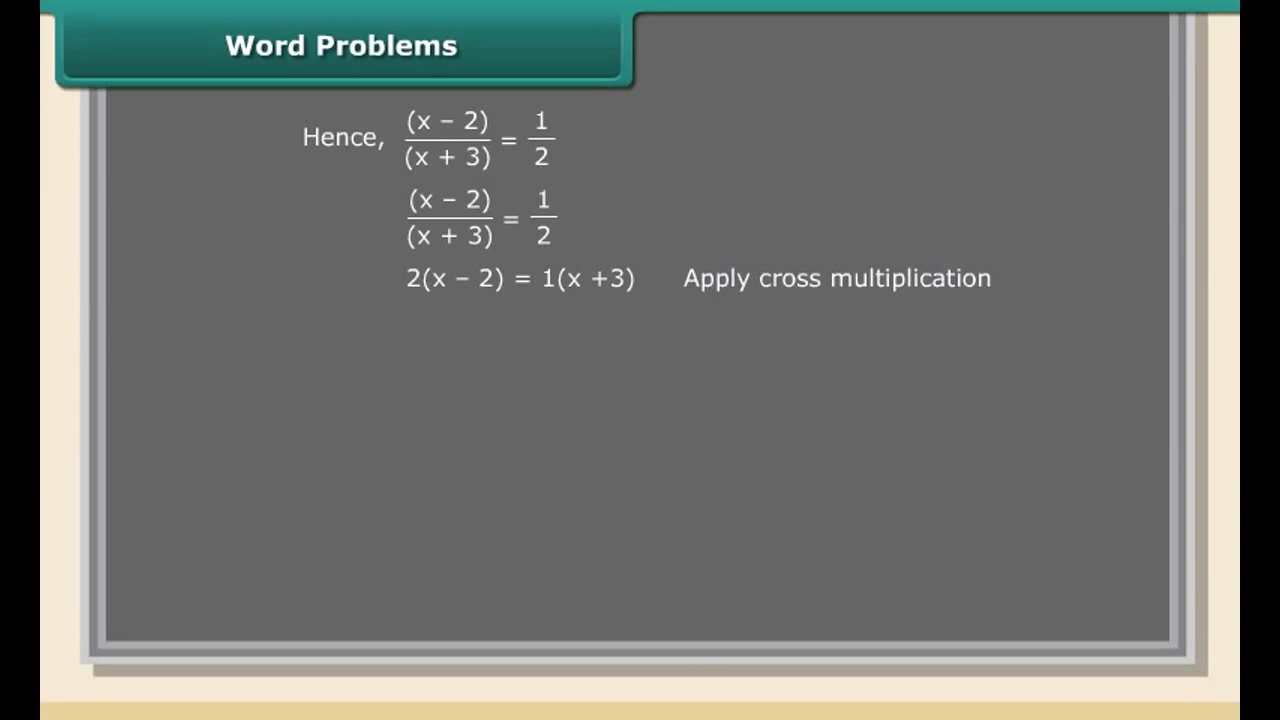 Word Problems
Hence, (x – 2)/(x + 3) = 1/2
(x – 2)/(x + 3) = 1/2
2(x – 2) = 1(x +3) Apply cross multiplication